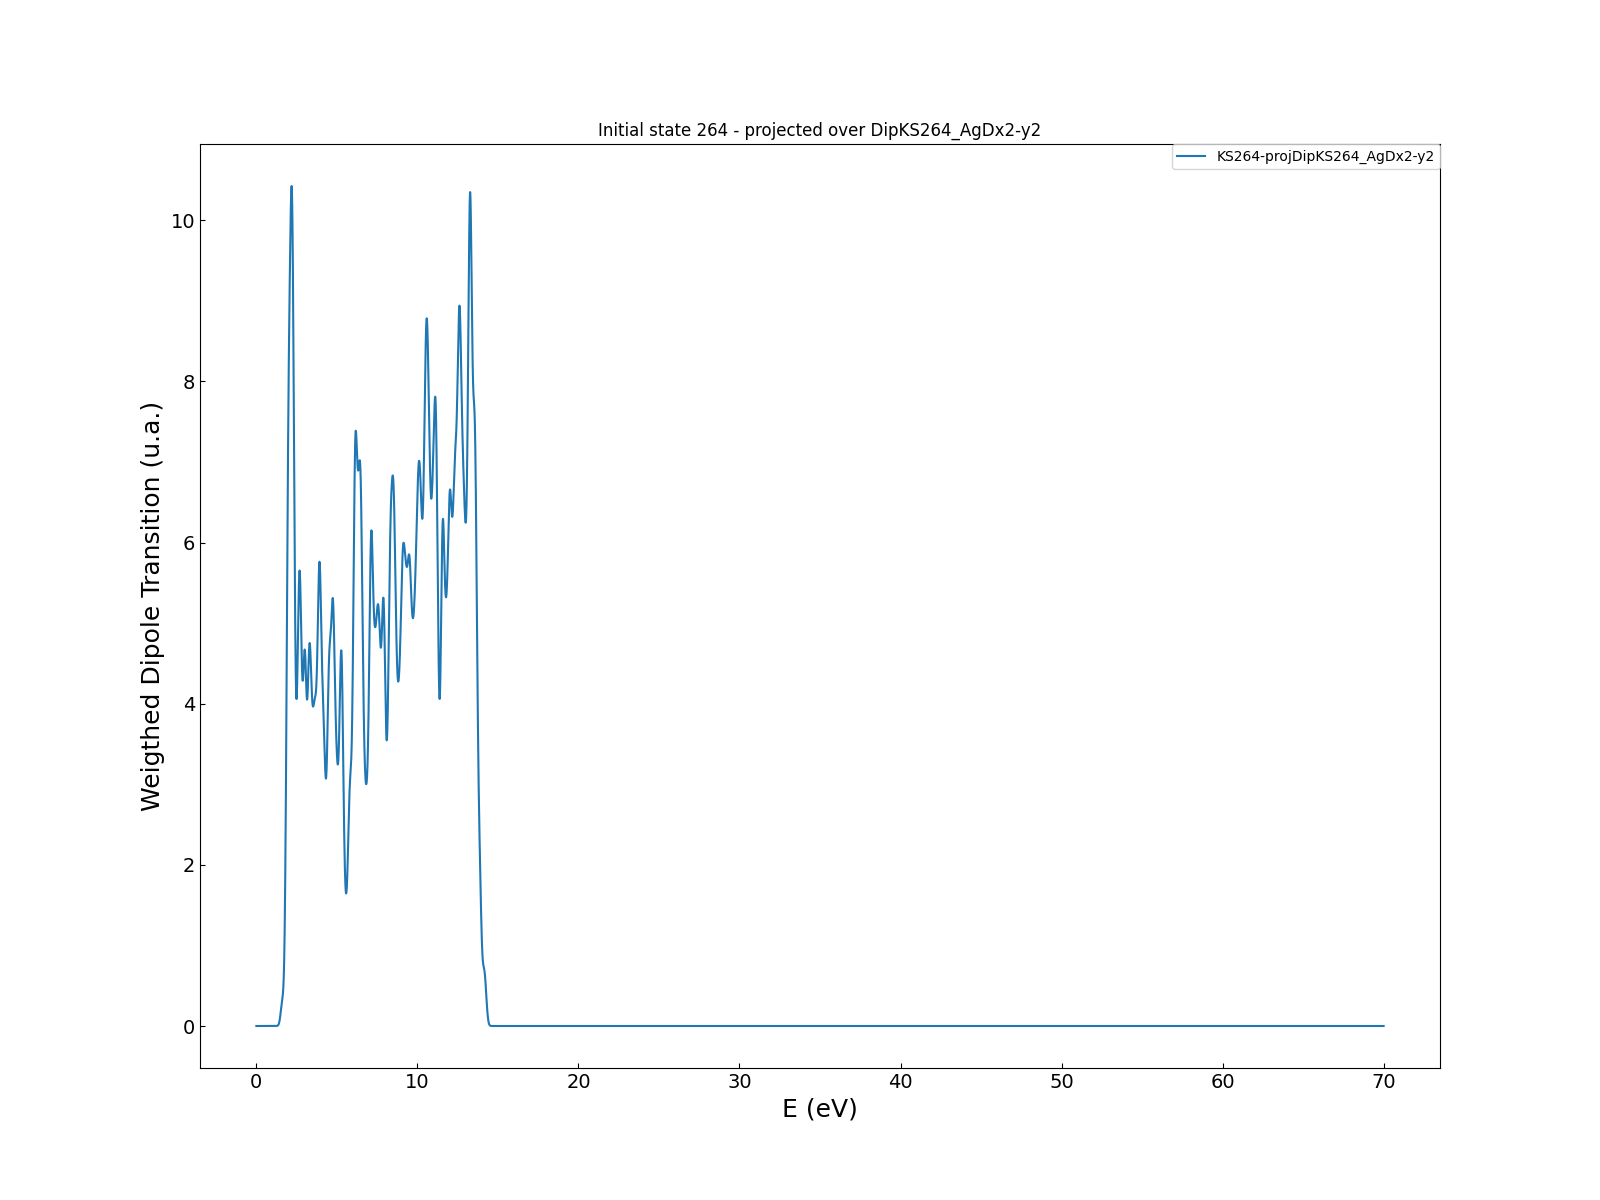 Initial state 264 - projected over DipKS264_AgDx2-y2
KS264-projDipKS264_AgDx2-y2
Weigthed Dipole Transition (u.a.)
10
8
6
4
2
0
0 10 20 30 40 50 60 70
E (eV)